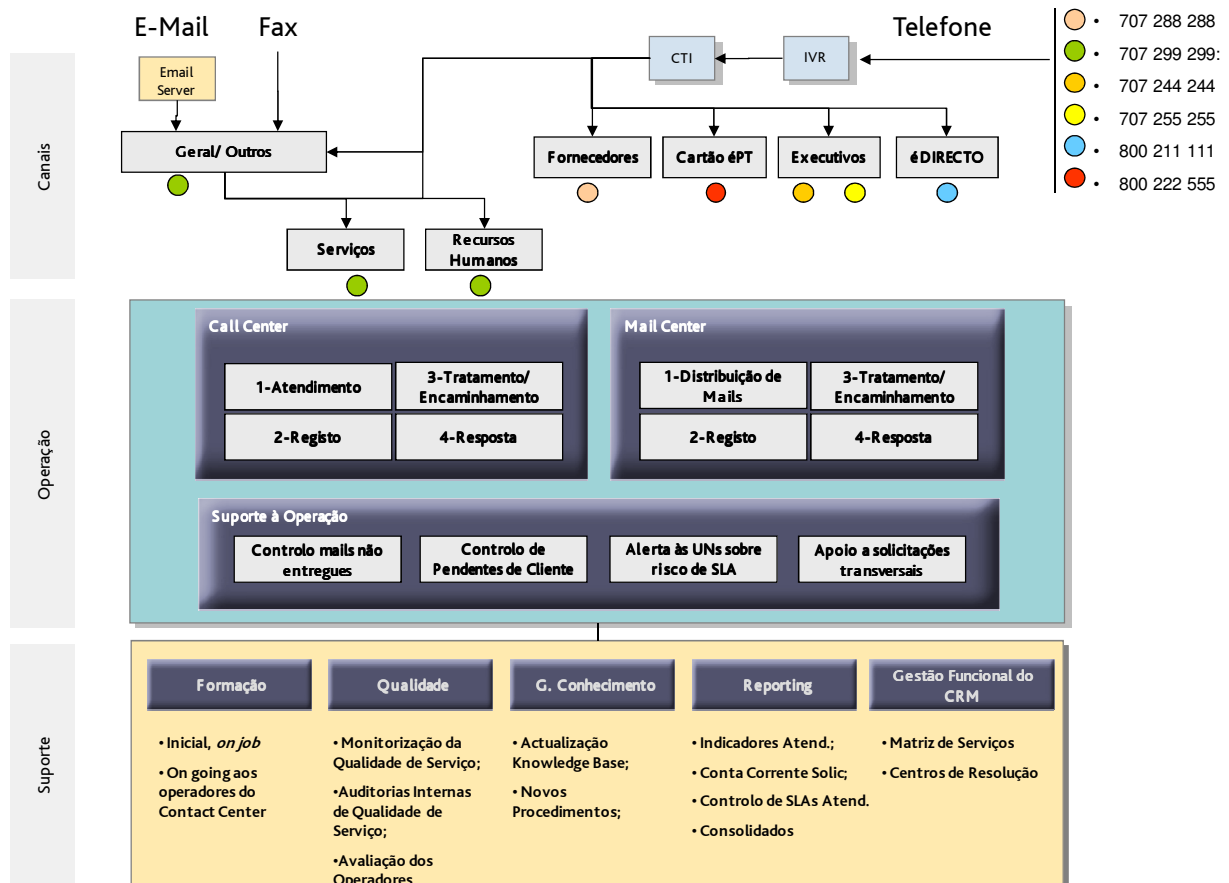 E-Mail
Fax
Telefone
• 707 288 288
• 707 299 299:
• 707 244 244
• 707 255 255
• 800 211 111
• 800 222 555
Canais
Email
Server
CTI
IVR
Geral/ Outros
Fornecedores
Cartão éPT
Executivos
éDIRECTO
Serviços
Recursos
Humanos
Operação
Call Center
1-Atendimento
3-Tratamento/
Encaminhamento
2-Registo
4-Resposta
Mail Center
1-Distribuição de
Mails
3-Tratamento/
Encaminhamento
2-Registo
4-Resposta
Suporte à Operação
Controlo mails não
entregues
Controlo de
Pendentes de Cliente
Alerta às UNs sobre
risco de SLA
Apoio a solicitações
transversais
Suporte
Formação
• Inicial, on job
• On going aos
operadores do
Contact Center
Qualidade
• Monitorização da
Qualidade de Serviço;
•Auditorias Internas
de Qualidade de
Serviço;
•Avaliação dos
Operadores
G. Conhecimento
• Actualização
Knowledge Base;
• Novos
Procedimentos;
Reporting
• Indicadores Atend.;
• Conta Corrente Solic;
• Controlo de SLAs Atend.
• Consolidados
Gestão Funcional do
CRM
• Matriz de Serviços
• Centros de Resolução